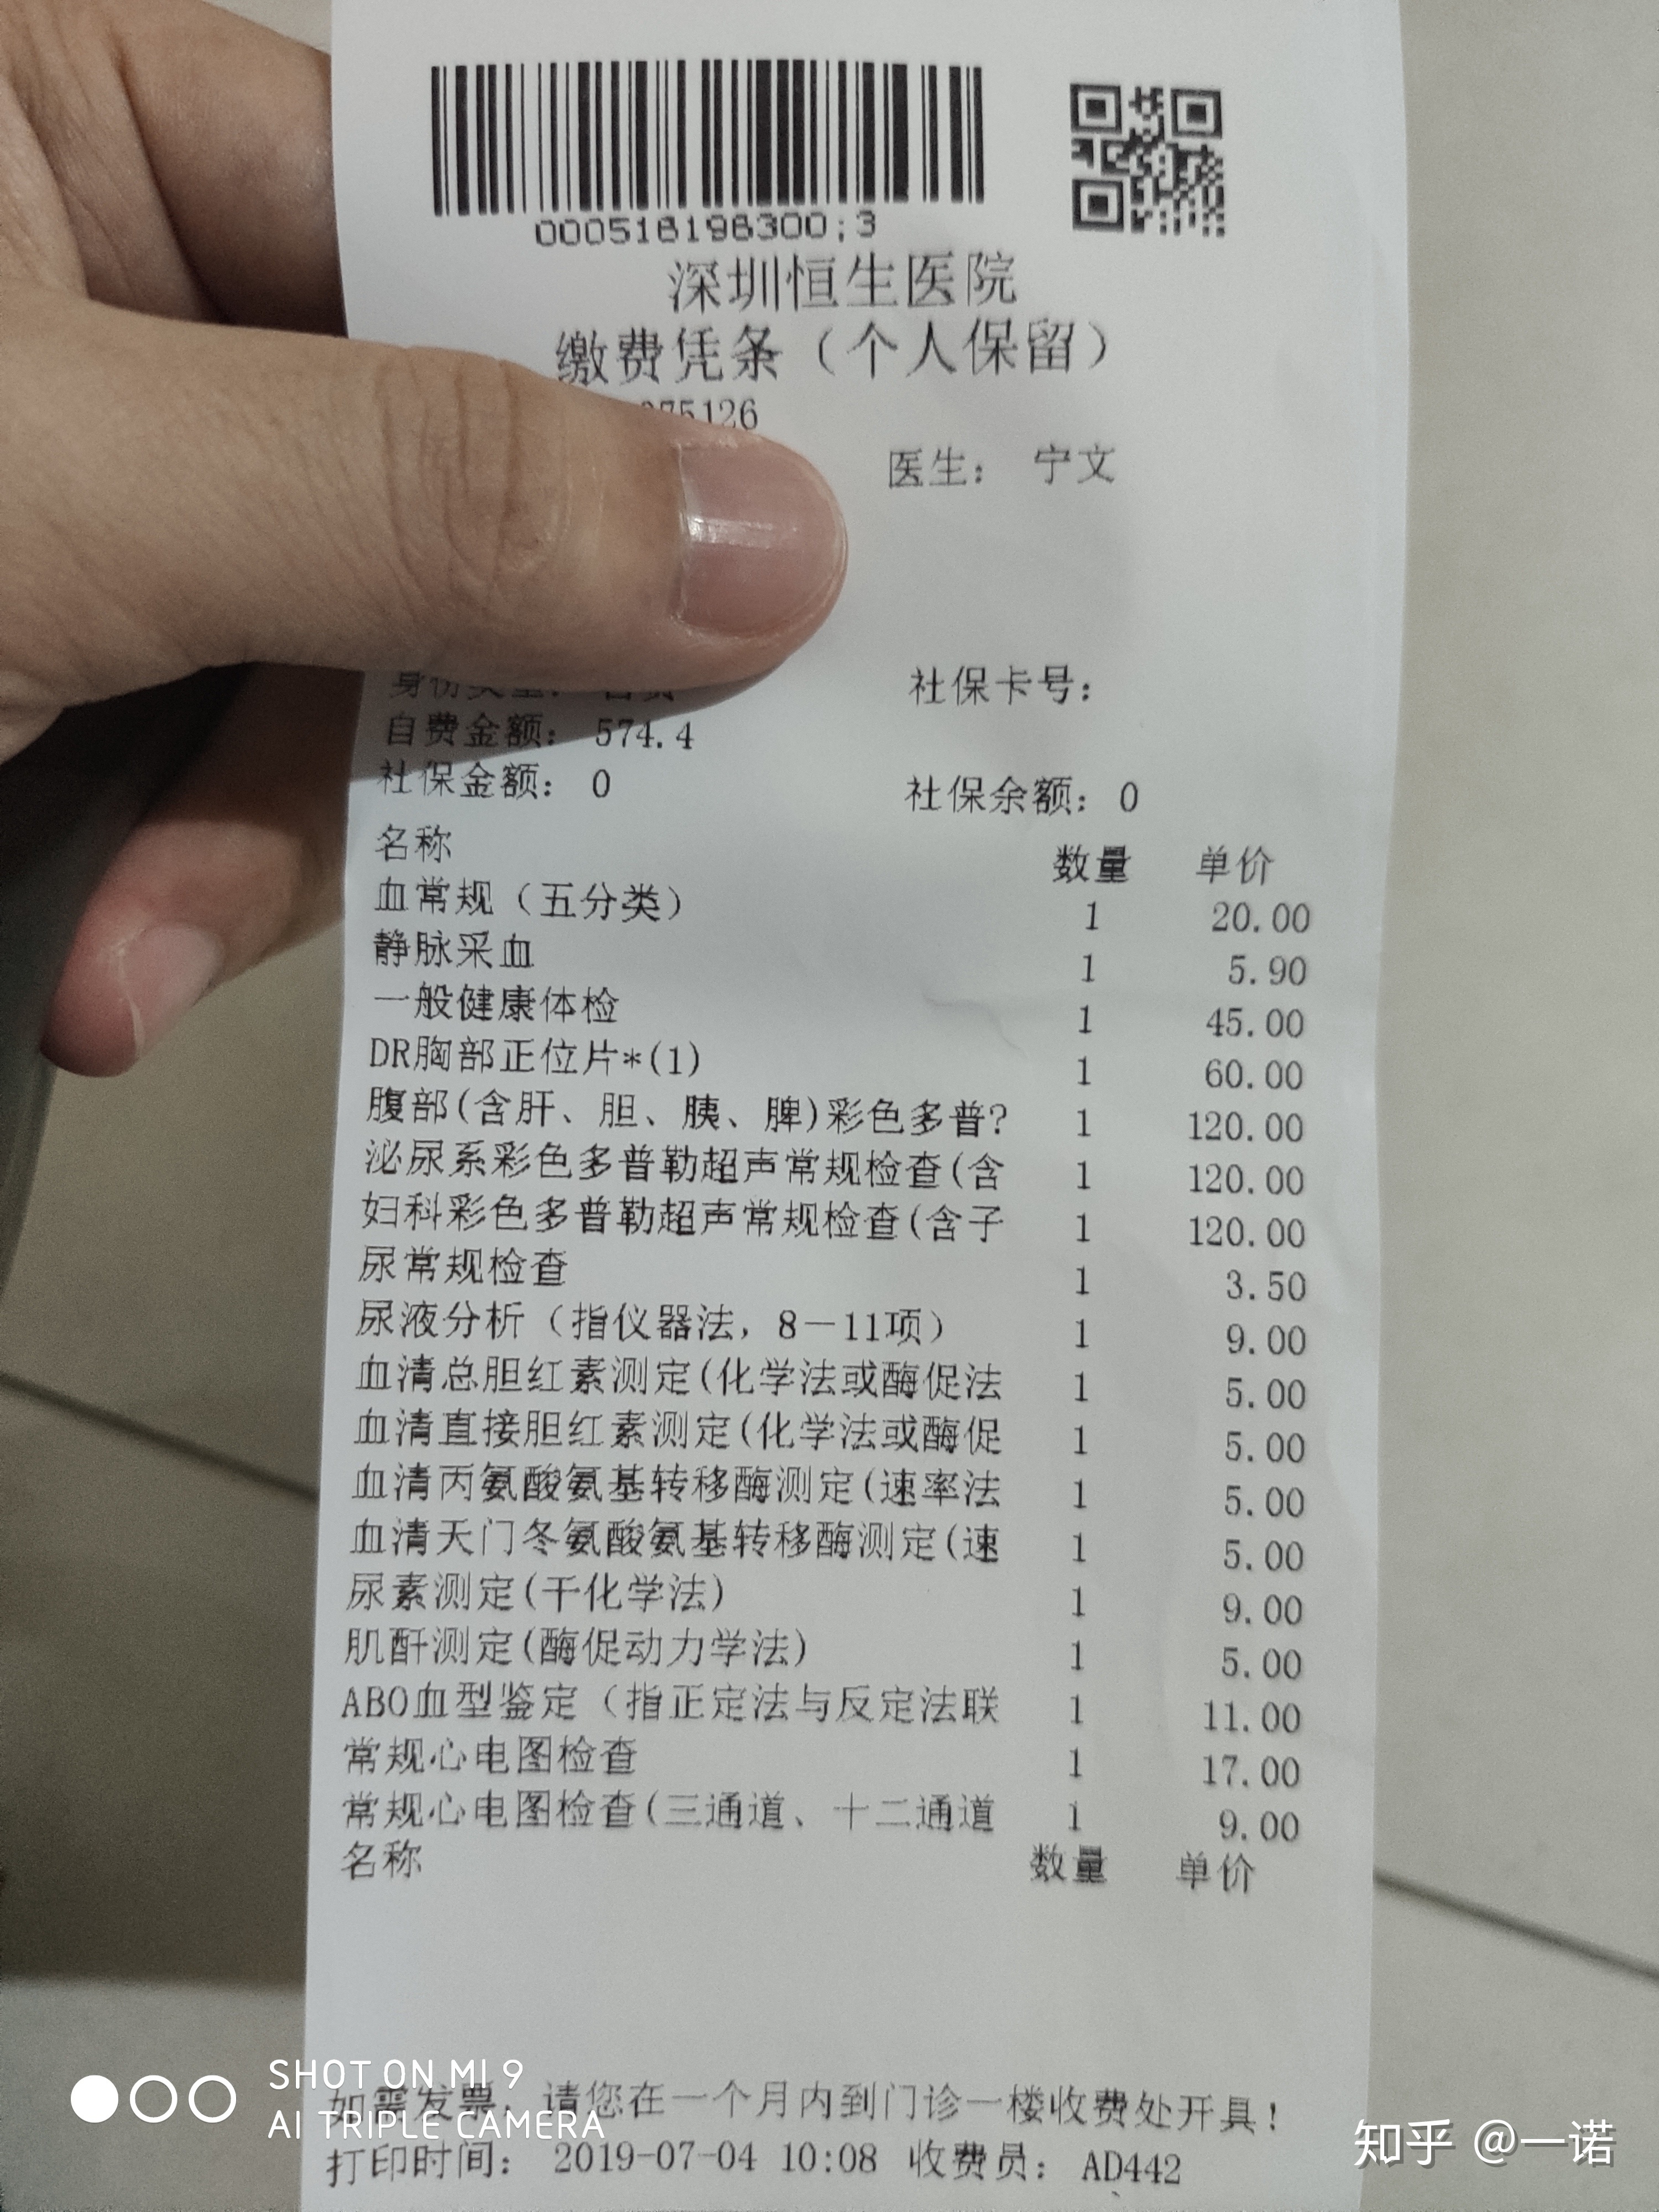 000516196300;3
深圳恒生医院
缴费凭条（个人保留）
75126
医生： 宁文
社保卡号：
自费金额： 574.4
社保金额： 0 社保余额： 0
名称 数量 单价
血常规（五分类） 1 20.00
静脉采血 1 5.90
一般健康体检 1 45.00
DR胸部正位片*(1) 1 60.00
腹部(含肝、胆、胰、脾)彩色多普? 1 120.00
泌尿系彩色多普勒超声常规检查(含 1 120.00
妇科彩色多普勒超声常规检查(含子 1 120.00
尿常规检查 1 3.50
尿液分析（指仪器法，8－11项） 1 9.00
血清总胆红素测定(化学法或酶促法 1 5.00
血清直接胆红素测定(化学法或酶促 1 5.00
血清丙氨酸氨基转移酶测定(速率法 1 5.00
血清天门冬氨酸氨基转移酶测定(速 1 5.00
尿素测定(干化学法) 1 9.00
肌酐测定(酶促动力学法) 1 5.00
ABO血型鉴定（指正定法与反定法联 1 11.00
常规心电图检查 1 17.00
常规心电图检查(三通道、十二通道 1 9.00
名称 数量 单价
如需发票，请您在一个月内到门诊一楼收费处开具！
打印时间： 2019-07-04 10:08 收费员： AD442
SHOT ON MI 9
AI TRIPLE CAMERA
知乎 @一诺